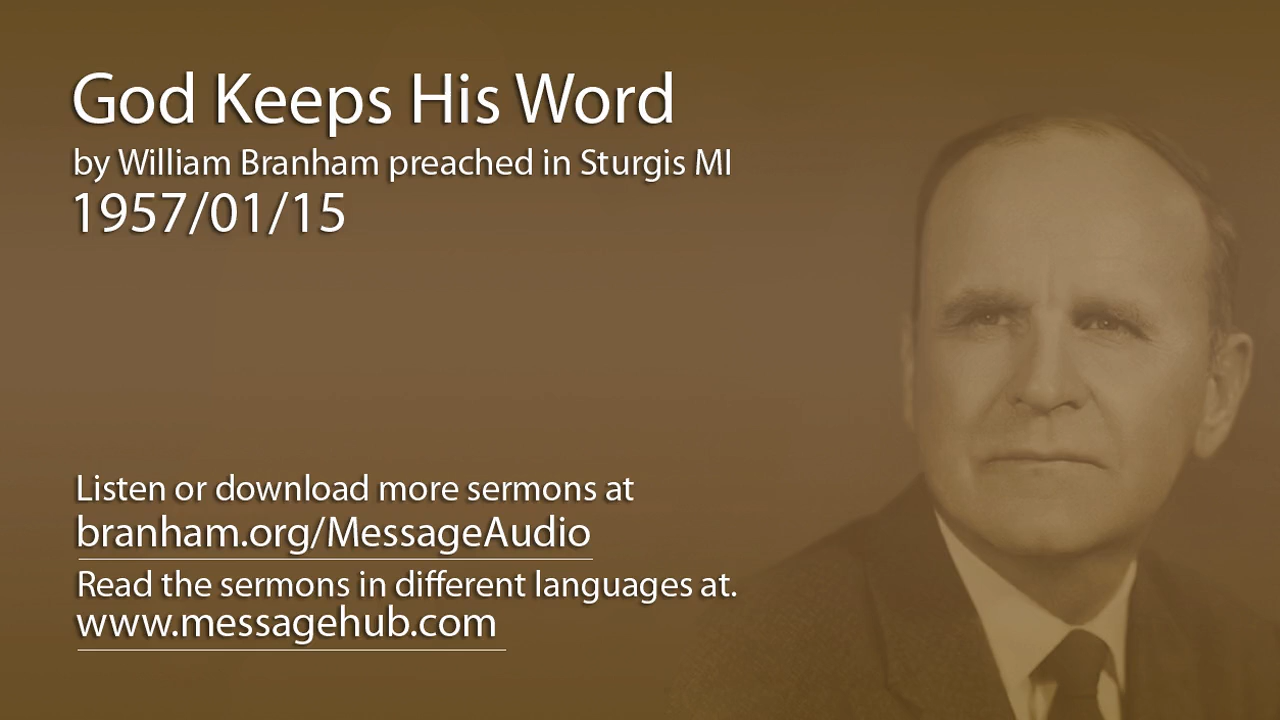 God Keeps His Word
by William Branham preached in Sturgis MI
1957/01/15
Listen or download more sermons at
branham.org/MessageAudio
Read the sermons in different languages at.
www.messagehub.com